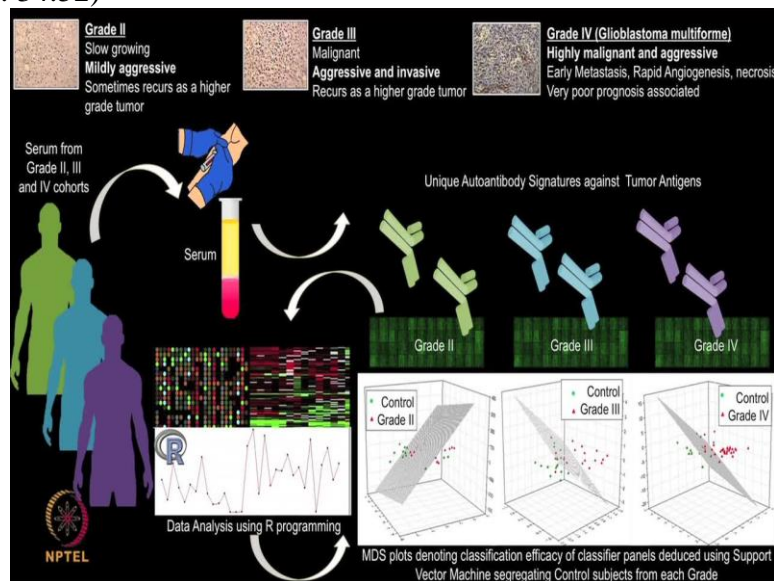 34:52)
Grade II
Slow growing
Mildly aggressive
Sometimes recurs as a higher
grade tumor
Grade III
Malignant
Aggressive and invasive
Recurs as a higher grade tumor
Grade IV (Glioblastoma multiforme)
Highly malignant and aggressive
Early Metastasis, Rapid Angiogenesis, necrosis
Very poor prognosis associated
Serum from
Grade II, III
and IV cohorts
Serum
Unique Autoantibody Signatures against Tumor Antigens
Grade II
Grade III
Grade IV
Control
Grade II
Control
Grade III
Control
Grade IV
R
Data Analysis using R programming
NPTEL
MDS plots denoting classification efficacy of classifier panels deduced using Support
Vector Machine segregating Control subjects from each Grade